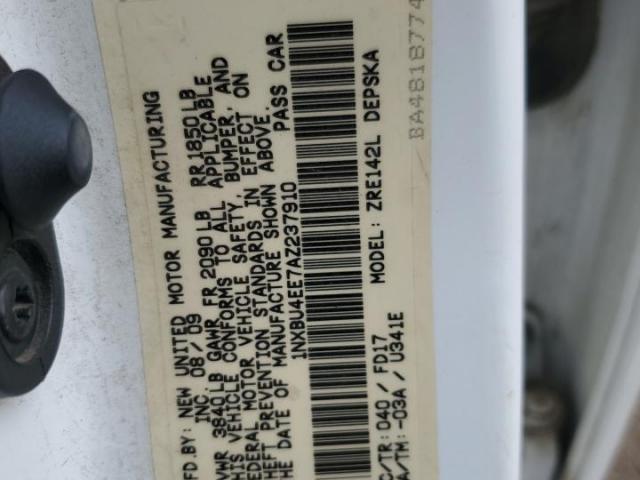 MFD.BY: NEW UNITED MOTOR MANUFACTURING
INC. 08/09
GVWR 3840LB GAWR FR 2090LB RR1850LB
THIS VEHICLE CONFORMS TO ALL APPLICABLE
FEDERAL MOTOR VEHICLE SAFETY, BUMPER, AND
THEFT PREVENTION STANDARDS IN EFFECT ON
THE DATE OF MANUFACTURE SHOWN ABOVE.
1NXBU4EE7AZ237910 PASS CAR
MODEL: ZRE142L DEPSKA
C/TR: 040 / FD17
A/TM: -03A / U341E
BA481B774